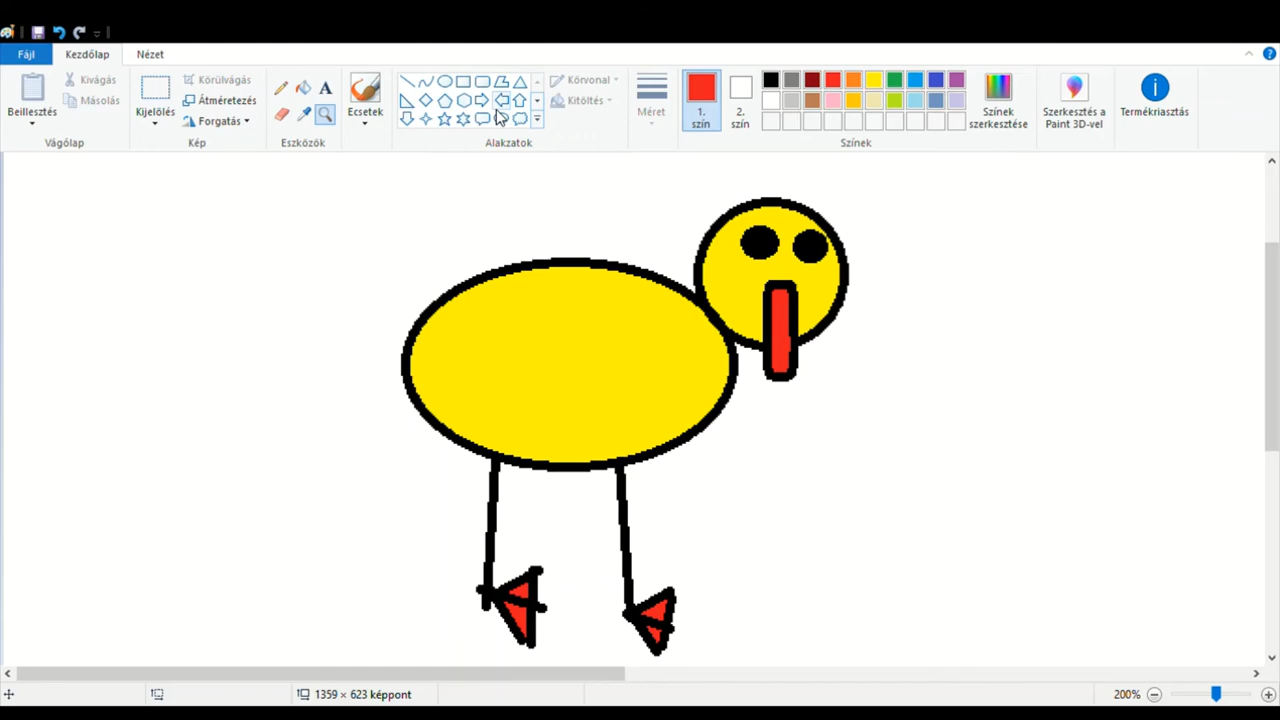 Fájl Kezdőlap Nézet
Beillesztés
Kivágás
Másolás
Vágólap
Kijelölés
Körülvágás
Átméretezés
Forgatás
Kép
A
Eszközök
Ecsetek
Körvonal
Kitöltés
Alakzatok
Méret
1. szín
2. szín
Színek szerkesztése
Színek
Szerkesztés a Paint 3D-vel
Termékriasztás
1359 × 623 képpont
200%